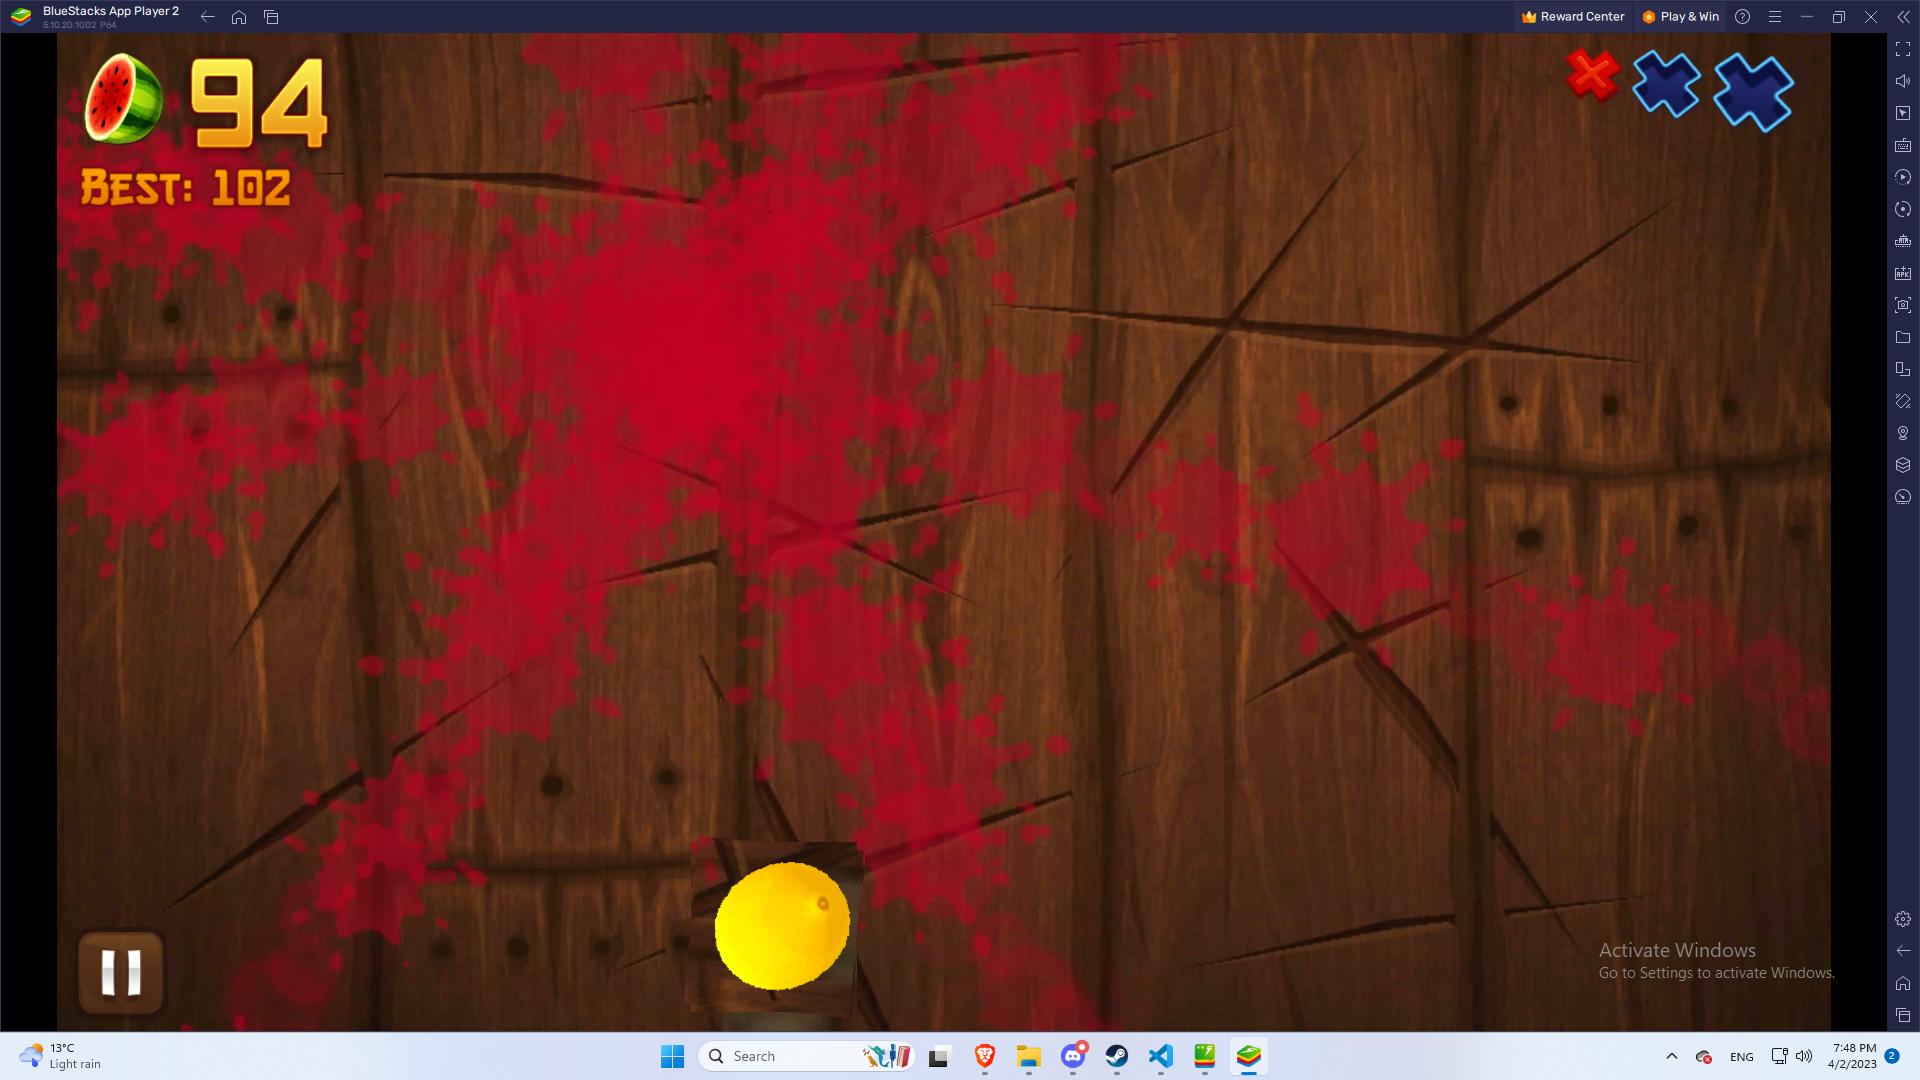 BlueStacks App Player 2
5.10.20.1002 P64
Reward Center
Play & Win
94
BEST: 102
APK
Activate Windows
Go to Settings to activate Windows.
13°C
Light rain
Search
ENG
7:48 PM
4/2/2023
2